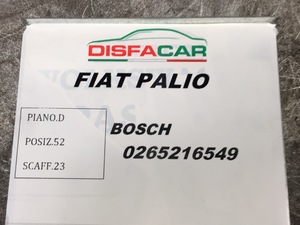 DISFACAR
FIAT PALIO
PIANO.D
POSIZ.52
SCAFF.23
BOSCH
0265216549